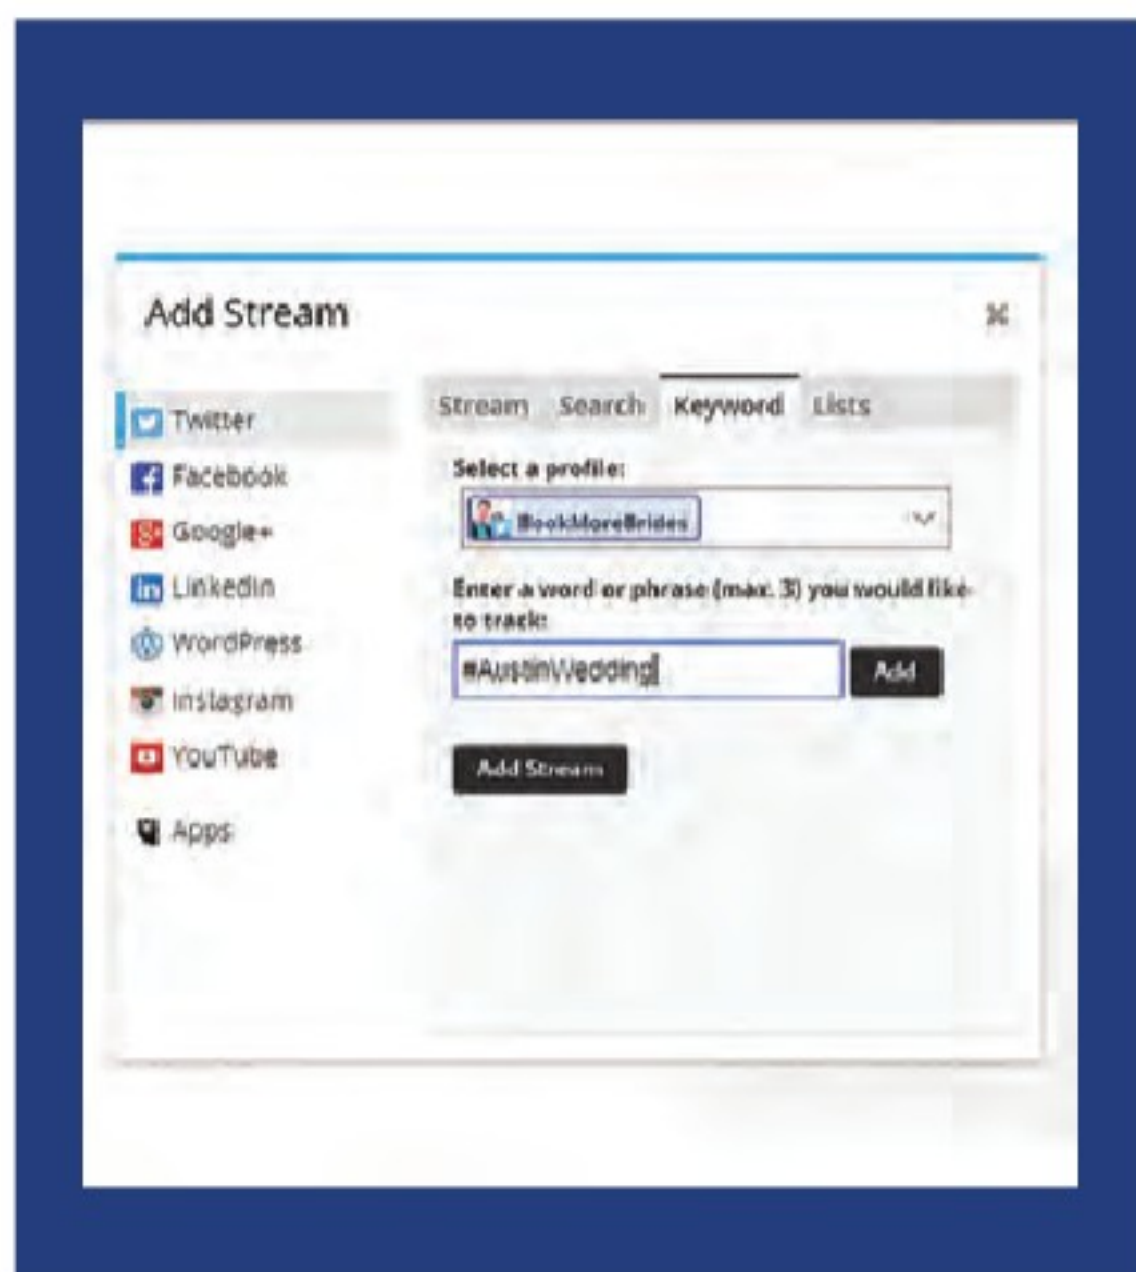 Add Stream
Twitter
Facebook
Google+
LinkedIn
WordPress
Instagram
YouTube
Apps
Stream Search Keyword Lists
Select a profile:
BookMoreBrides
Enter a word or phrase (max. 3) you would like
to track:
#AustinWedding
Add
Add Stream